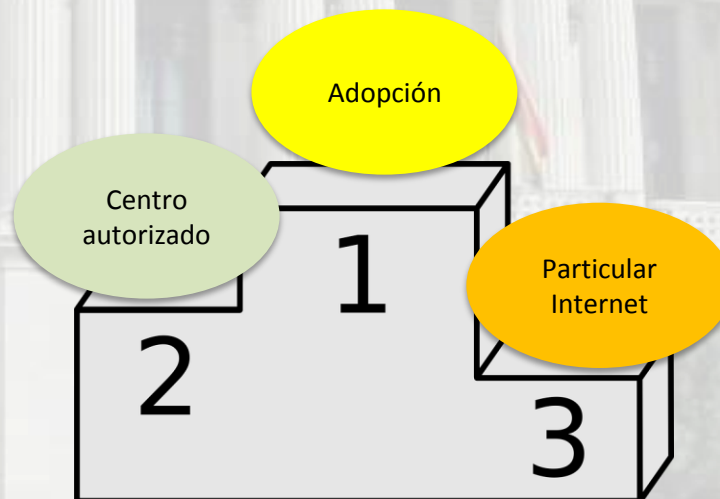 Adopción
Centro
autorizado
1
Particular
Internet
2
3